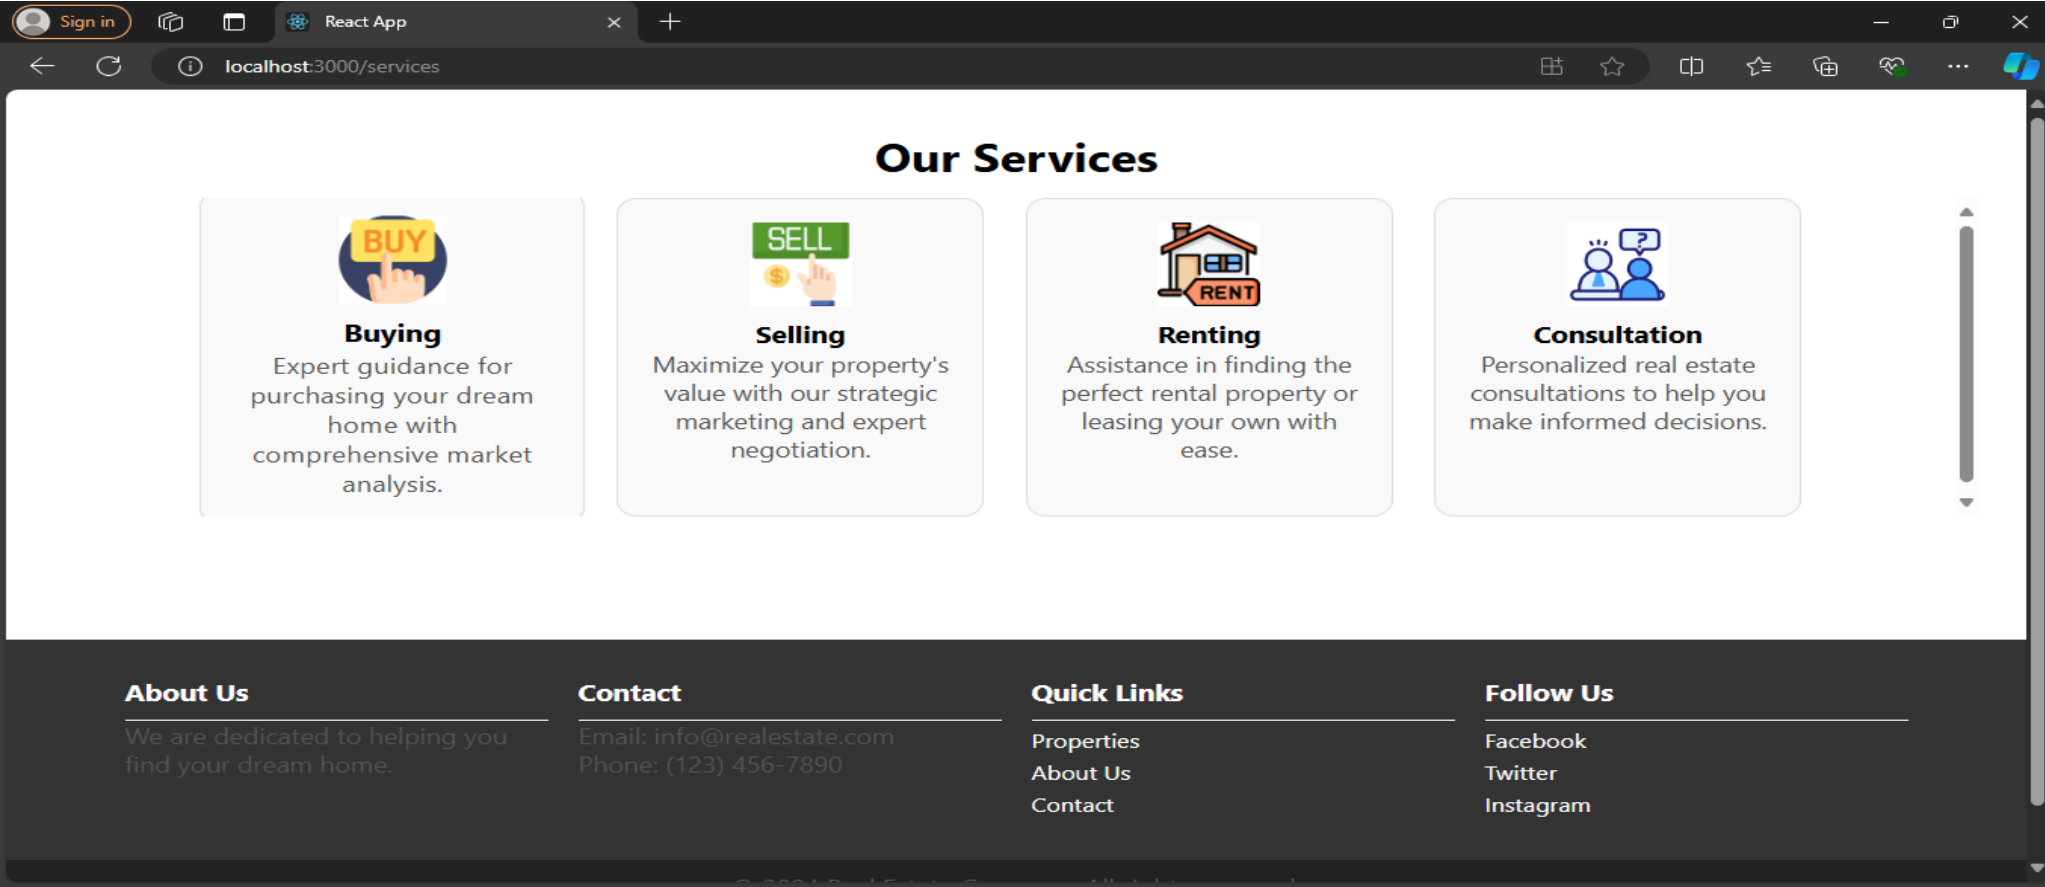 Sign in
React App
localhost:3000/services
Our Services
BUY
Buying
Expert guidance for
purchasing your dream
home with
comprehensive market
analysis.
SELL
$
Selling
Maximize your property's
value with our strategic
marketing and expert
negotiation.
RENT
Renting
Assistance in finding the
perfect rental property or
leasing your own with
ease.
?
Consultation
Personalized real estate
consultations to help you
make informed decisions.
About Us
We are dedicated to helping you
find your dream home.
Contact
Email: info@realestate.com
Phone: (123) 456-7890
Quick Links
Properties
About Us
Contact
Follow Us
Facebook
Twitter
Instagram